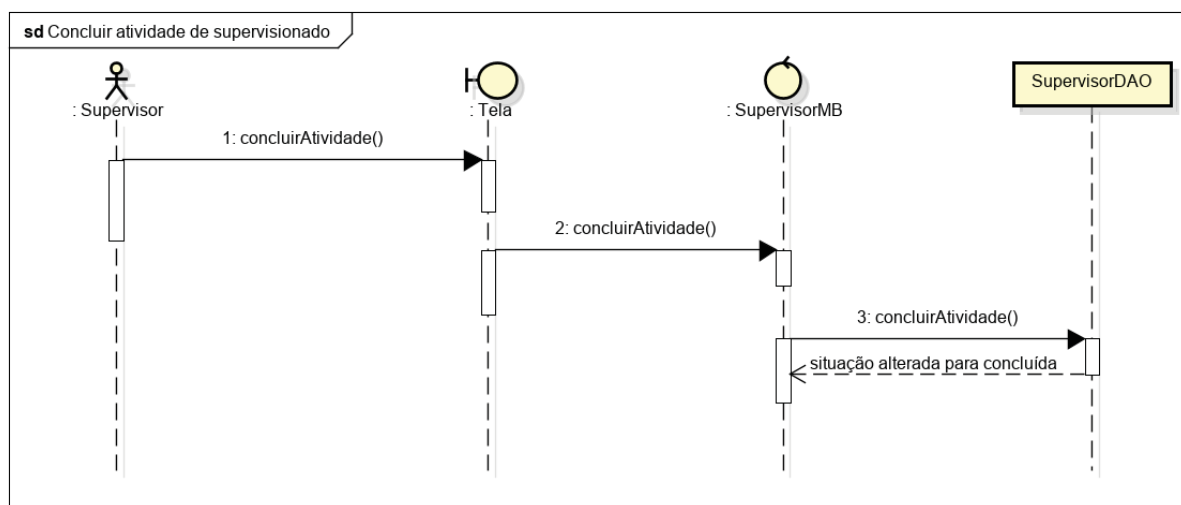 sd Concluir atividade de supervisionado
: Supervisor
: Tela
: SupervisorMB
SupervisorDAO
1: concluirAtividade()
2: concluirAtividade()
3: concluirAtividade()
situação alterada para concluída